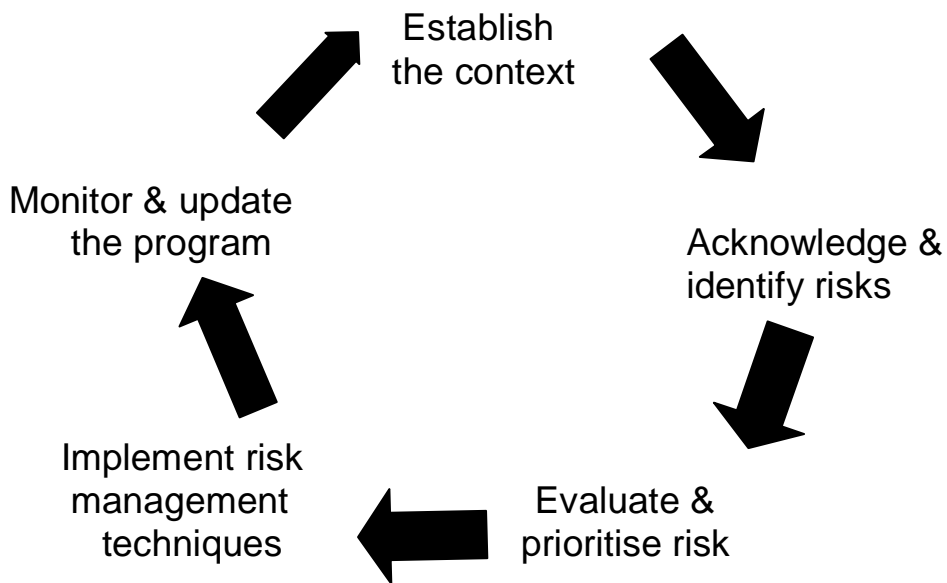 Establish
the context
Acknowledge &
identify risks
Evaluate &
prioritise risk
Implement risk
management
techniques
Monitor & update
the program